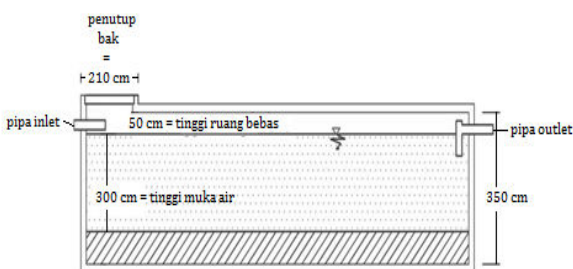 penutup
bak
=
210 cm
pipa inlet
50 cm = tinggi ruang bebas
pipa outlet
300 cm = tinggi muka air
350 cm